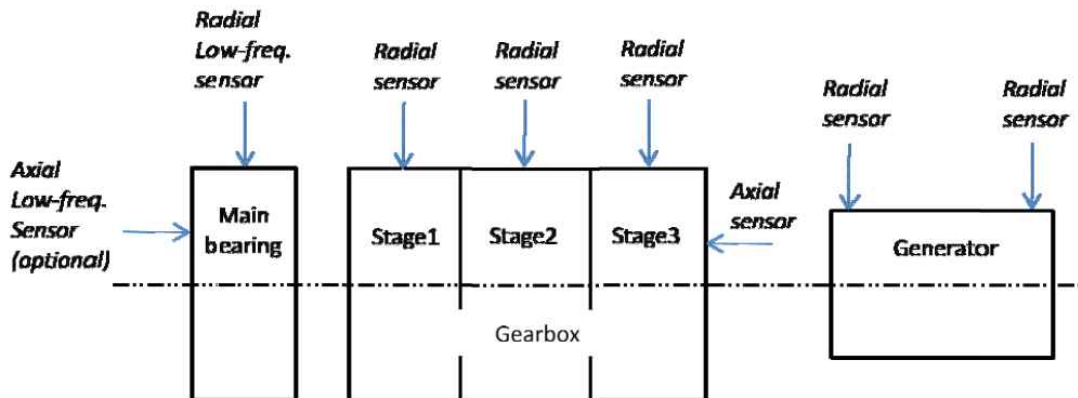 Radial
Low-freq.
sensor
Radial
sensor
Radial
sensor
Radial
sensor
Radial
sensor
Radial
sensor
Axial
Low-freq.
Sensor
(optional)
Main
bearing
Stage1
Stage2
Stage3
Axial
sensor
Generator
Gearbox